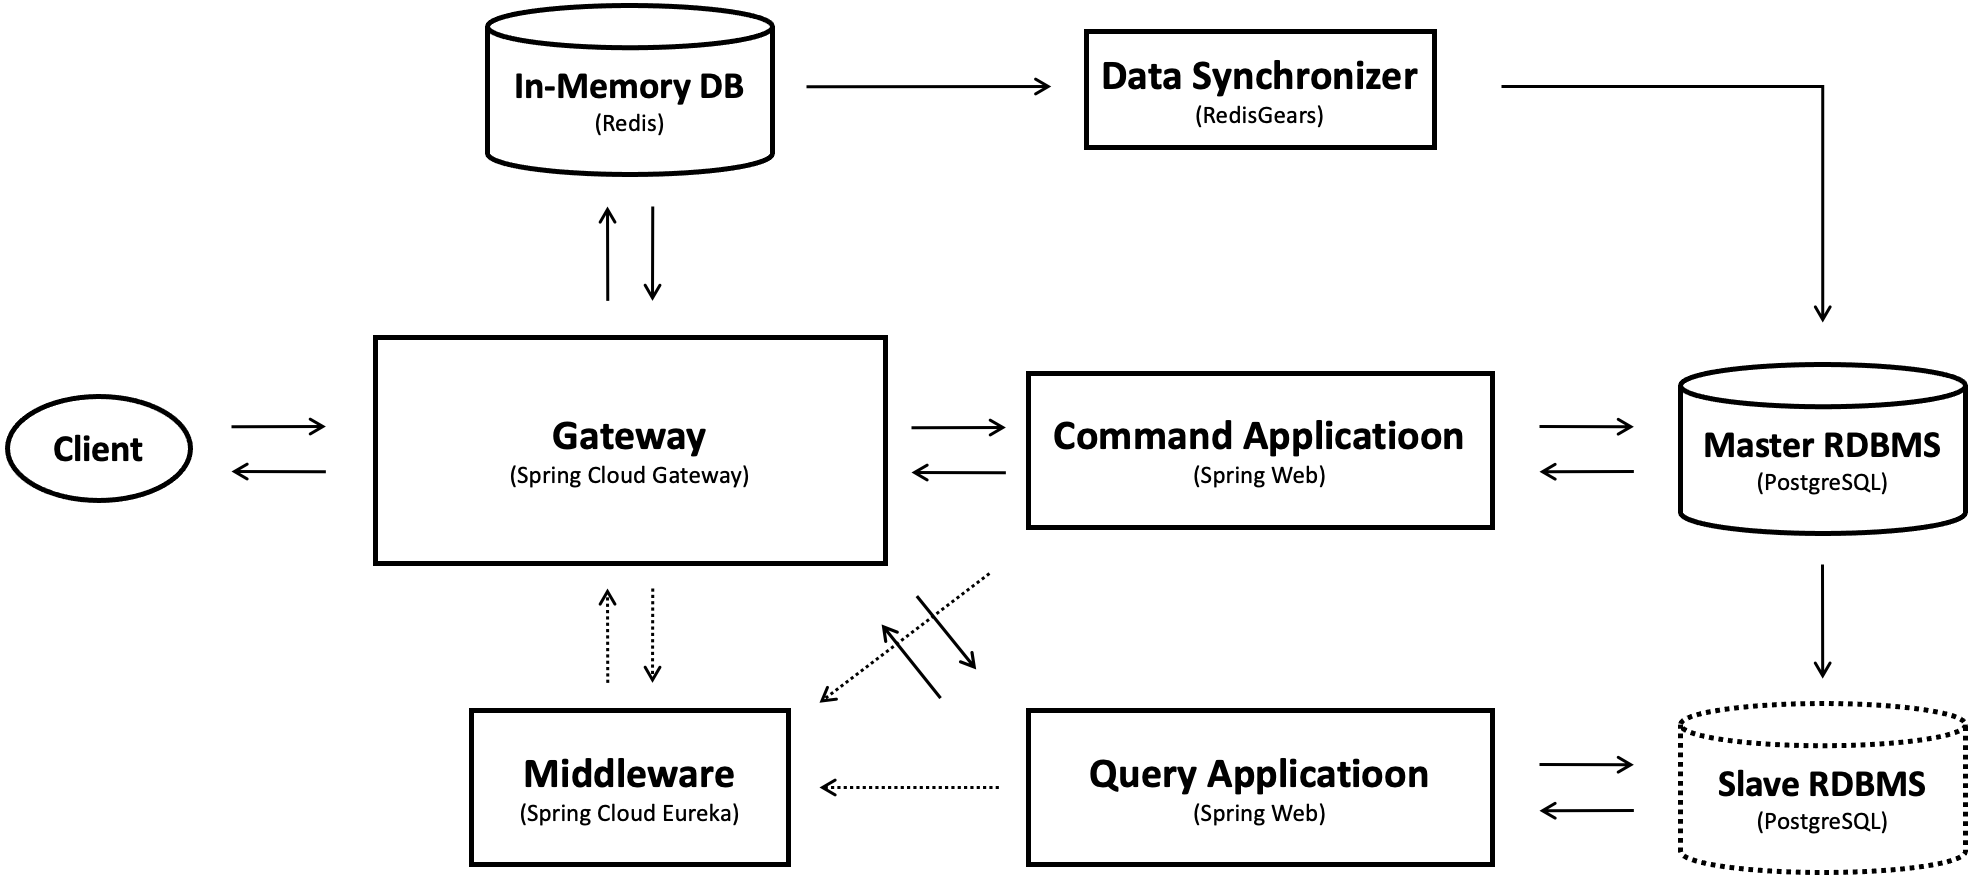 In-Memory DB
(Redis)
Data Synchronizer
(RedisGears)
Client
Gateway
(Spring Cloud Gateway)
Command Applicatioon
(Spring Web)
Master RDBMS
(PostgreSQL)
Middleware
(Spring Cloud Eureka)
Query Applicatioon
(Spring Web)
Slave RDBMS
(PostgreSQL)